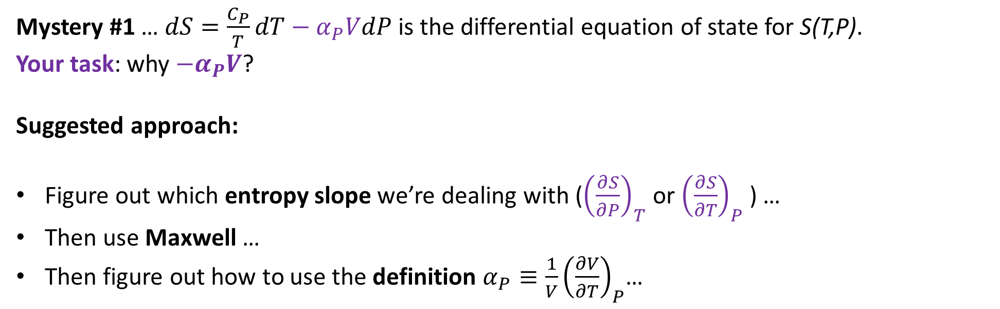 Mystery #1 ... $dS = \frac{C_P}{T} dT - \alpha_P V dP$ is the differential equation of state for S(T,P).
Your task: why $-\alpha_P V$?
Suggested approach:
• Figure out which entropy slope we’re dealing with ($\left(\frac{\partial S}{\partial P}\right)_T$ or $\left(\frac{\partial S}{\partial T}\right)_P$ ) ...
• Then use Maxwell ...
• Then figure out how to use the definition $\alpha_P \equiv \frac{1}{V}\left(\frac{\partial V}{\partial T}\right)_P$...